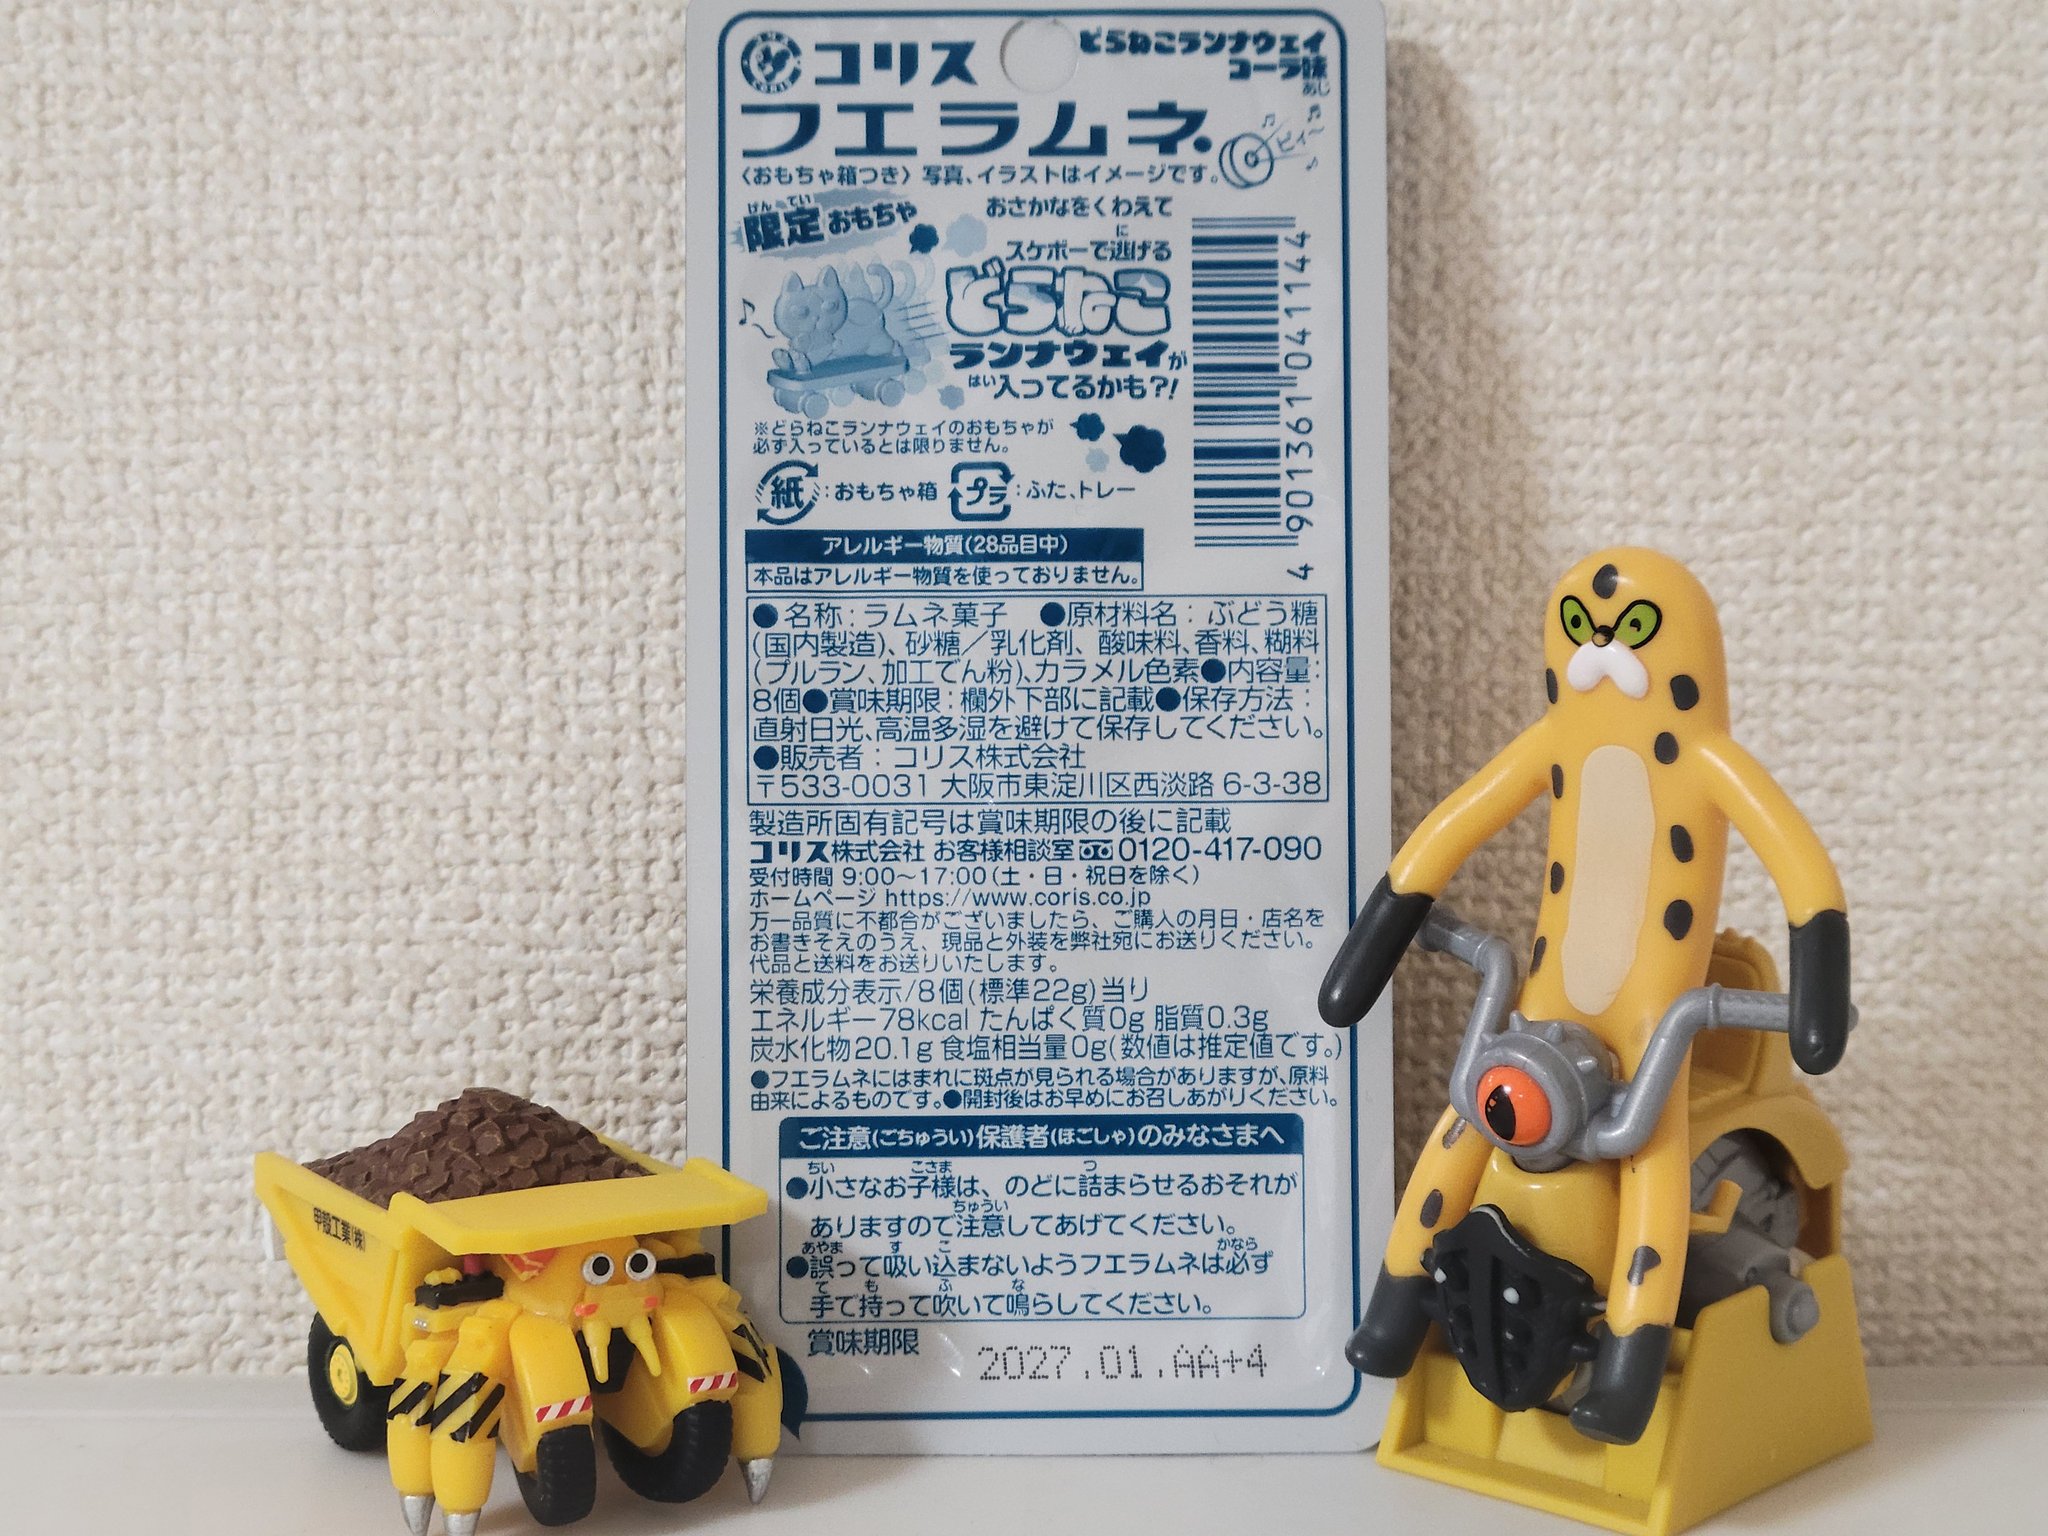 コリス
どらねこランナウェイ
コーラ味
あじ
フエラムネ
ピィ〜
〈おもちゃ箱つき〉写真、イラストはイメージです。
げんてい
限定おもちゃ
おさかなをくわえて
に
スケボーで逃げる
どらねこ
ランナウェイが
はい
入ってるかも?!
※どらねこランナウェイのおもちゃが
必ず入っているとは限りません。
紙:おもちゃ箱 プラ:ふた、トレー
4 901361 041144
アレルギー物質(28品目中)
本品はアレルギー物質を使っておりません。
●名称:ラムネ菓子 ●原材料名:ぶどう糖
(国内製造)、砂糖/乳化剤、酸味料、香料、糊料
(プルラン、加工でん粉)、カラメル色素●内容量:
8個●賞味期限:欄外下部に記載●保存方法:
直射日光、高温多湿を避けて保存してください。
●販売者:コリス株式会社
〒533-0031 大阪市東淀川区西淡路 6-3-38
製造所固有記号は賞味期限の後に記載
コリス株式会社 お客様相談室 0120-417-090
受付時間 9:00〜17:00(土・日・祝日を除く)
ホームページ https://www.coris.co.jp
万一品質に不都合がございましたら、ご購入の月日・店名を
お書きそえのうえ、現品と外装を弊社宛にお送りください。
代品と送料をお送りいたします。
栄養成分表示/8個(標準22g)当り
エネルギー78kcal たんぱく質0g 脂質0.3g
炭水化物20.1g 食塩相当量0g(数値は推定値です。)
●フエラムネにはまれに斑点が見られる場合がありますが、原料
由来によるものです。●開封後はお早めにお召しあがりください。
ご注意(ごちゅうい)保護者(ほごしゃ)のみなさまへ
ちい こさま つ
●小さなお子様は、のどに詰まらせるおそれが
ちゅうい
ありますので注意してあげてください。
あやま す こ かなら
●誤って吸い込まないようフエラムネは必ず
て も ふ な
手で持って吹いて鳴らしてください。
賞味期限 2027.01.AA+4
甲殻工業(株)